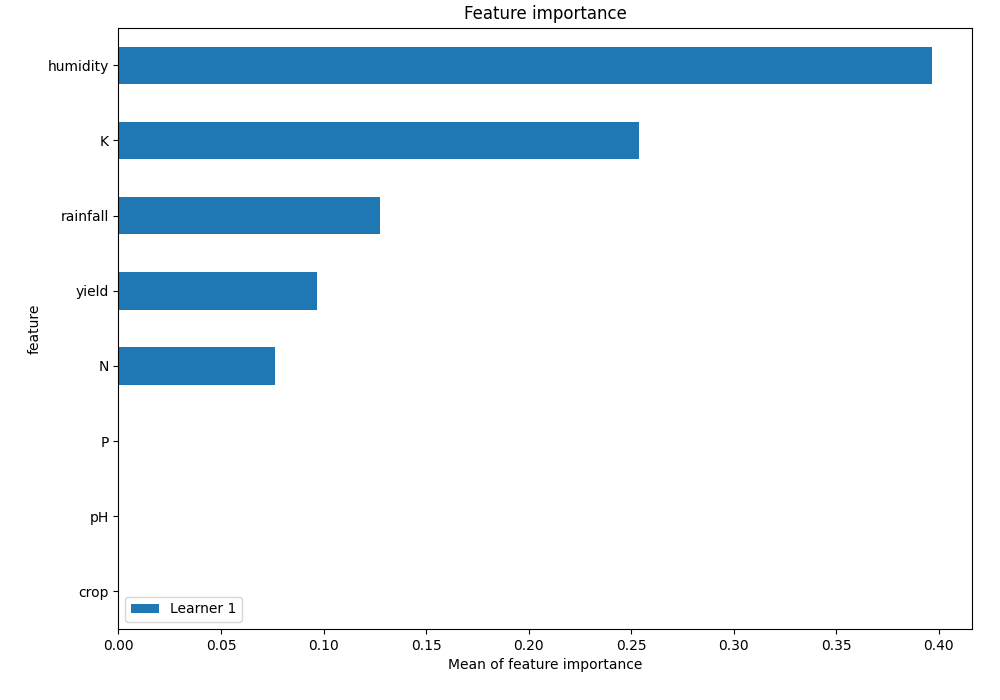 Feature importance
humidity
K
rainfall
yield
N
P
pH
crop
feature
Learner 1
0.00 0.05 0.10 0.15 0.20 0.25 0.30 0.35 0.40
Mean of feature importance